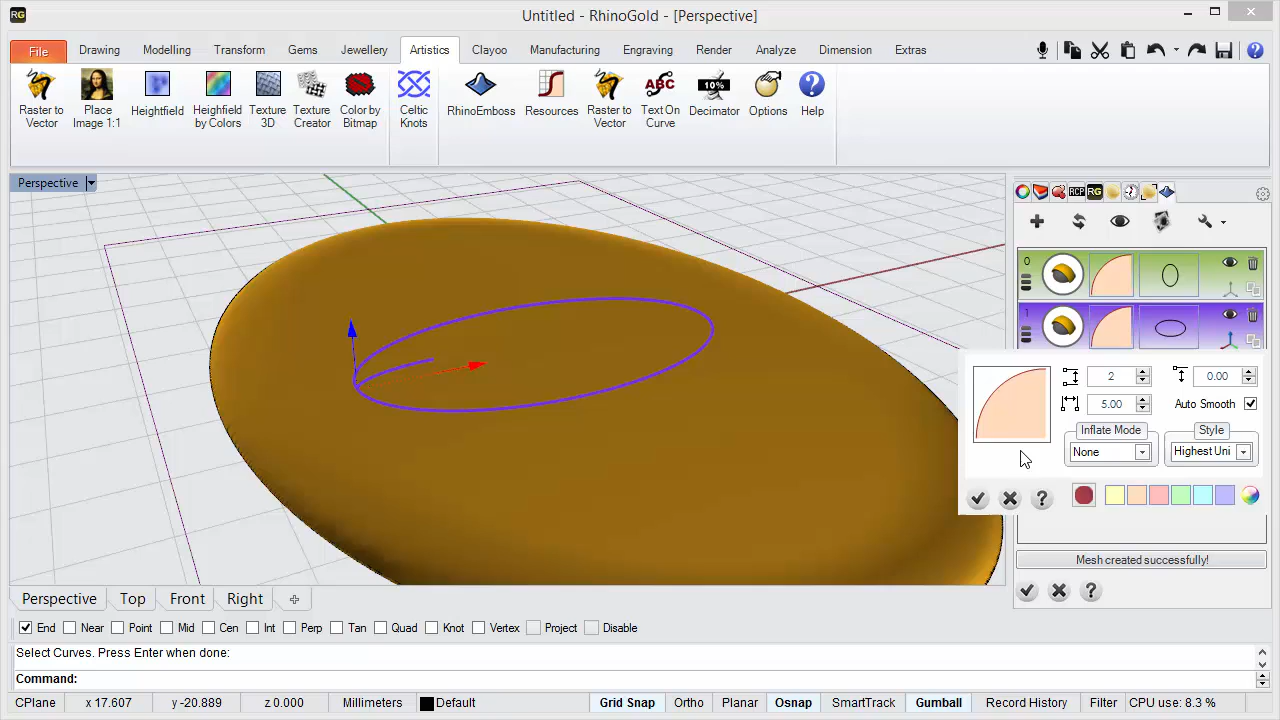 RG
Untitled - RhinoGold - [Perspective]
File Drawing Modelling Transform Gems Jewellery Artistics Clayoo Manufacturing Engraving Render Analyze Dimension Extras
Raster to Vector
Place Image 1:1
Heightfield
Heighfield by Colors
Texture 3D
Texture Creator
Color by Bitmap
Celtic Knots
RhinoEmboss
Resources
Raster to Vector
ABC
Text On Curve
10%
Decimator
Options
Help
Perspective
RCP RG
0
1
2 0.00
5.00 Auto Smooth
Inflate Mode Style
None Highest Uni
Mesh created successfully!
Perspective Top Front Right
End Near Point Mid Cen Int Perp Tan Quad Knot Vertex Project Disable
Select Curves. Press Enter when done:
Command:
CPlane x 17.607 y -20.889 z 0.000 Millimeters Default Grid Snap Ortho Planar Osnap SmartTrack Gumball Record History Filter CPU use: 8.3 %